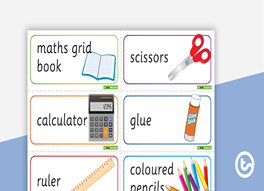 maths grid
book
scissors
calculator
glue
ruler
coloured
pencils